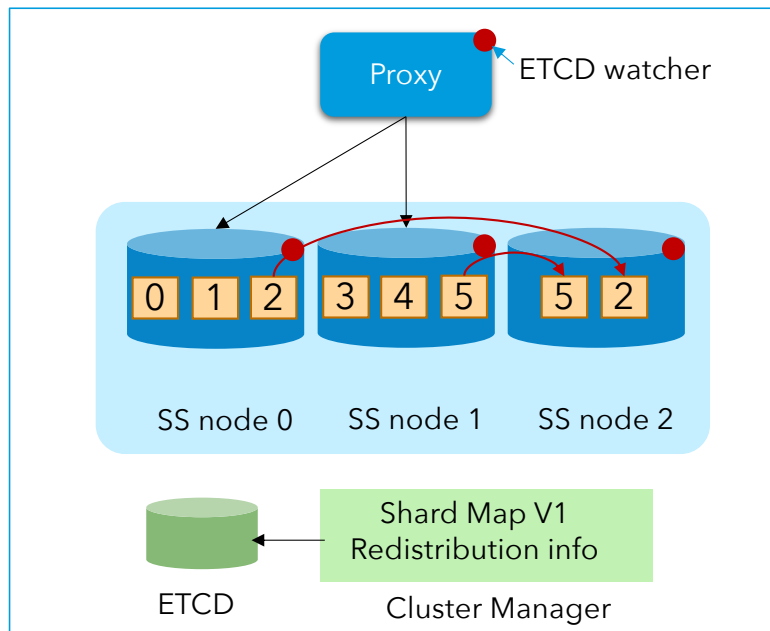 Proxy
ETCD watcher
0 1 2 3 4 5 5 2
SS node 0 SS node 1 SS node 2
Shard Map V1
Redistribution info
ETCD
Cluster Manager